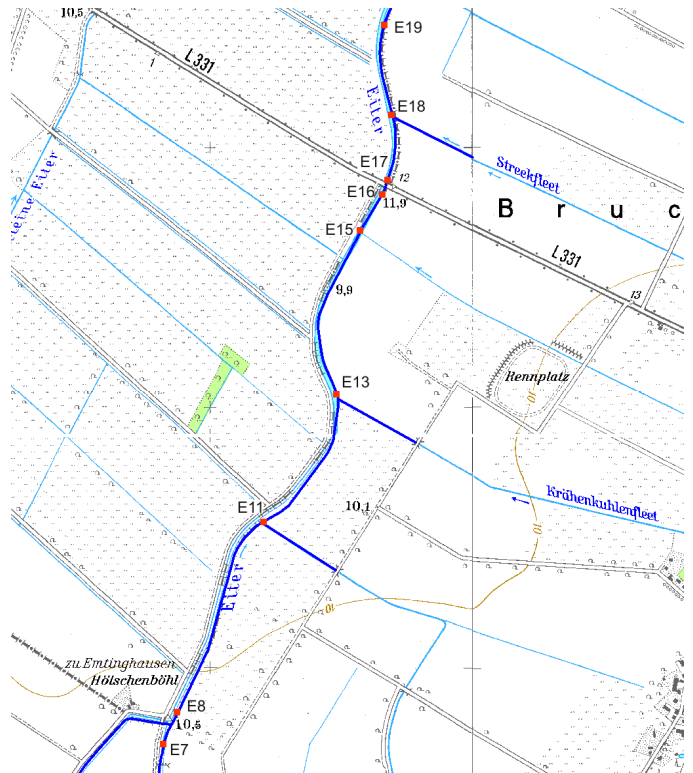 10,5
E19
1
L331
Eiter
E18
Streekfleet
E17
12
E16
11,9
Kleine Eiter
B r u c
E15
L331
9,9
13
Rennplatz
E13
10
Krähenkuhlenfleet
10,1
E11
10
Eiter
10
zu Emtinghausen
Hölschenböhl
E8
10,5
E7